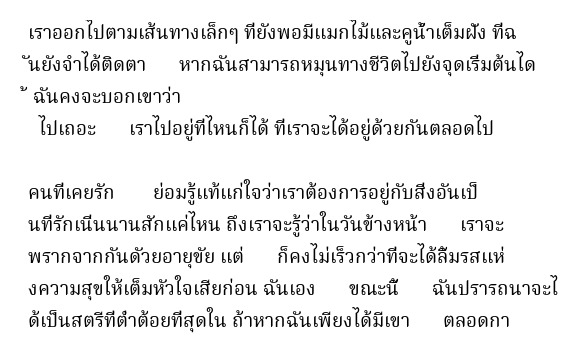 เราออกไปตามเส้นทางเล็กๆ ที่ยังพอมีแมกไม้และคูน้ำเต็มฝั่ง ที่ฉ
ันยังจำได้ติดตา หากฉันสามารถหมุนทางชีวิตไปยังจุดเริ่มต้นได
้ ฉันคงจะบอกเขาว่า
ไปเถอะ เราไปอยู่ที่ไหนก็ได้ ที่เราจะได้อยู่ด้วยกันตลอดไป
คนที่เคยรัก ย่อมรู้แท้แก่ใจว่าเราต้องการอยู่กับสิ่งอันเป็
นที่รักเนิ่นนานสักแค่ไหน ถึงเราจะรู้ว่าในวันข้างหน้า เราจะ
พรากจากกันด้วยอายุขัย แต่ ก็คงไม่เร็วกว่าที่จะได้ลิ้มรสแห่
งความสุขให้เต็มหัวใจเสียก่อน ฉันเอง ขณะนี้ ฉันปรารถนาจะไ
ด้เป็นสตรีที่ต่ำต้อยที่สุดใน ถ้าหากฉันเพียงได้มีเขา ตลอดกา